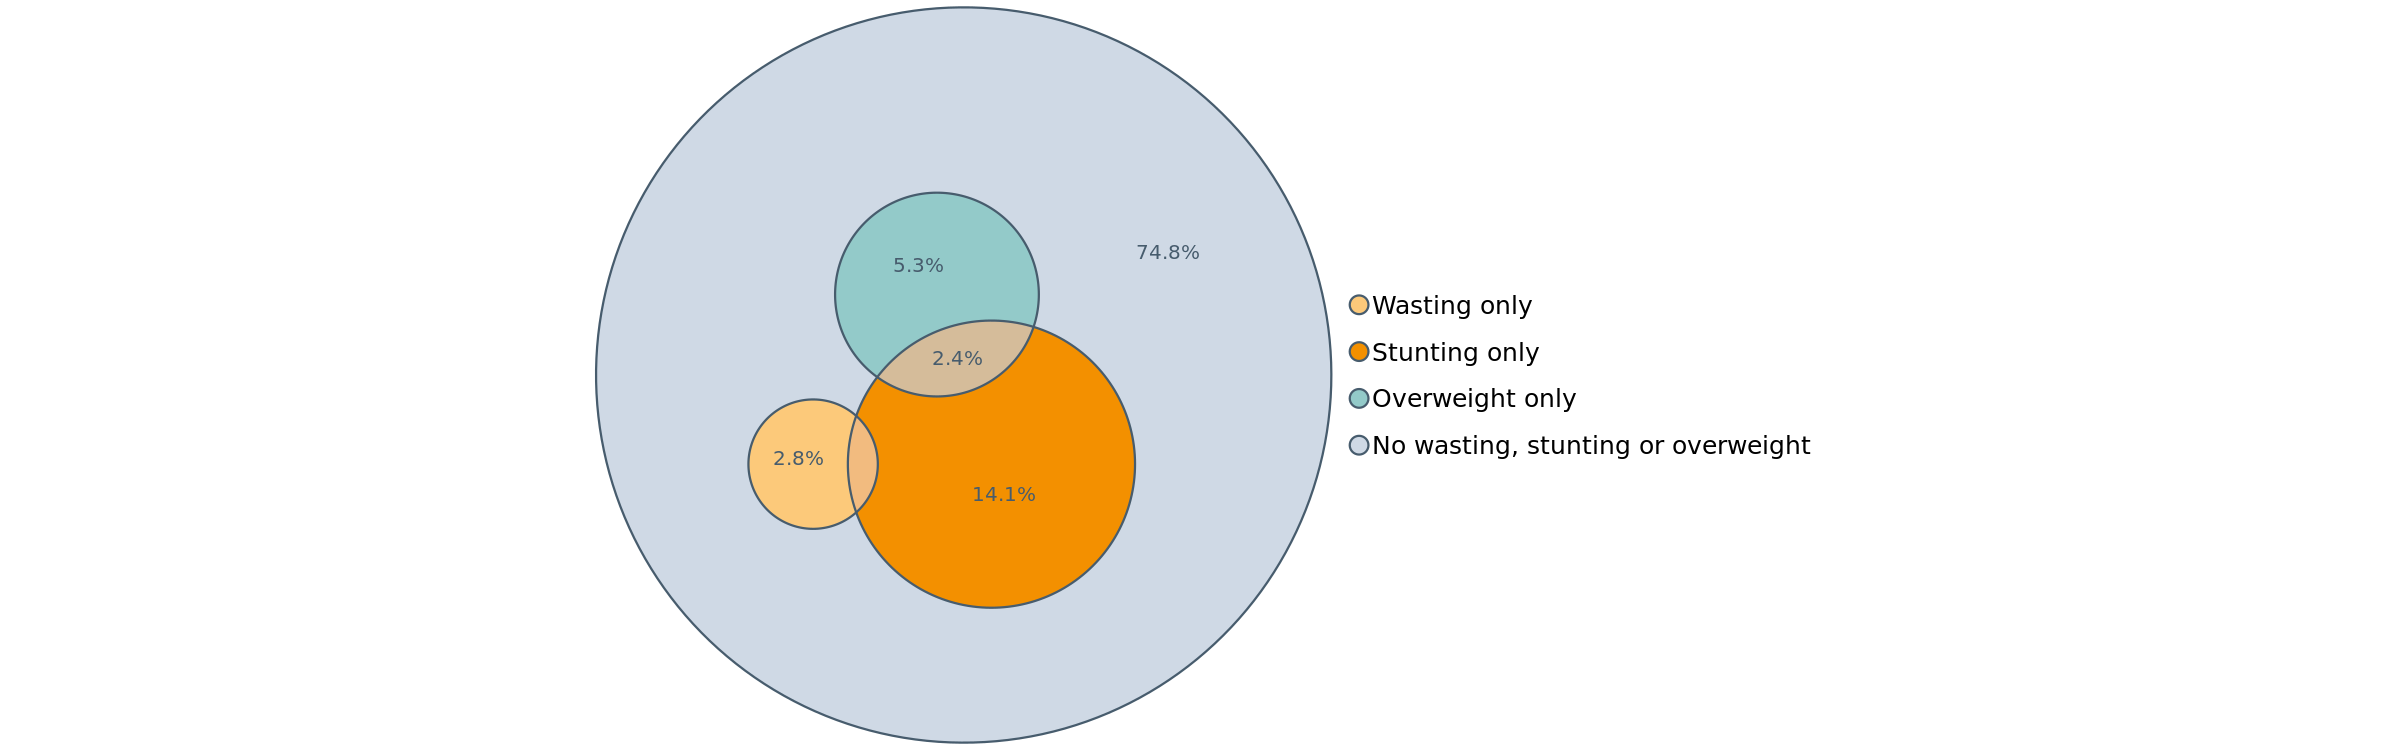 74.8%
5.3%
2.4%
2.8%
14.1%
Wasting only
Stunting only
Overweight only
No wasting, stunting or overweight